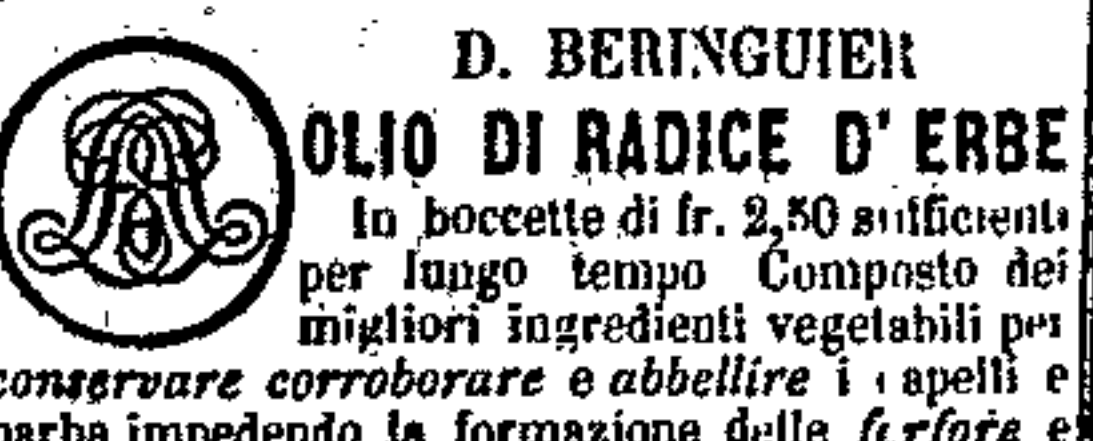 D. BERINGUIER
OLIO DI RADICE D' ERBE
In boccette di fr. 2,50 sufficienti
per lungo tempo Composto dei
migliori ingredienti vegetabili per
conservare corroborare e abbellire i capelli e
barba impedendo la formazione delle forfore e